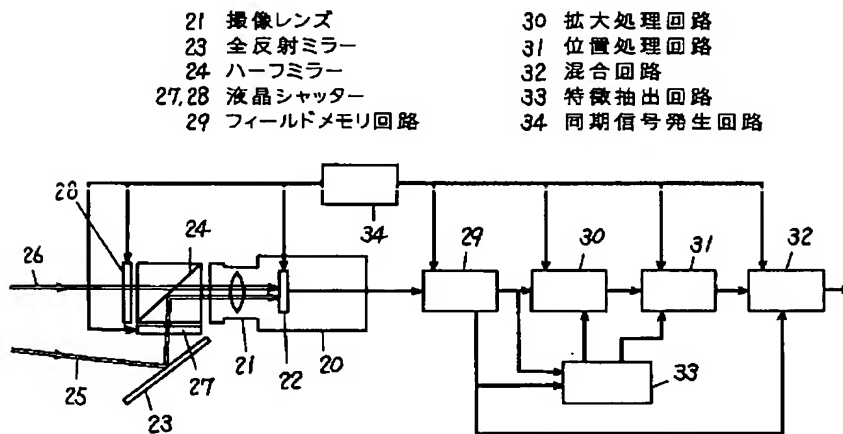 21 撮像レンズ
23 全反射ミラー
24 ハーフミラー
27,28 液晶シャッター
29 フィールドメモリ回路
30 拡大処理回路
31 位置処理回路
32 混合回路
33 特徴抽出回路
34 同期信号発生回路
28
24
34
29
30
31
32
26
21
22
20
27
25
23
33